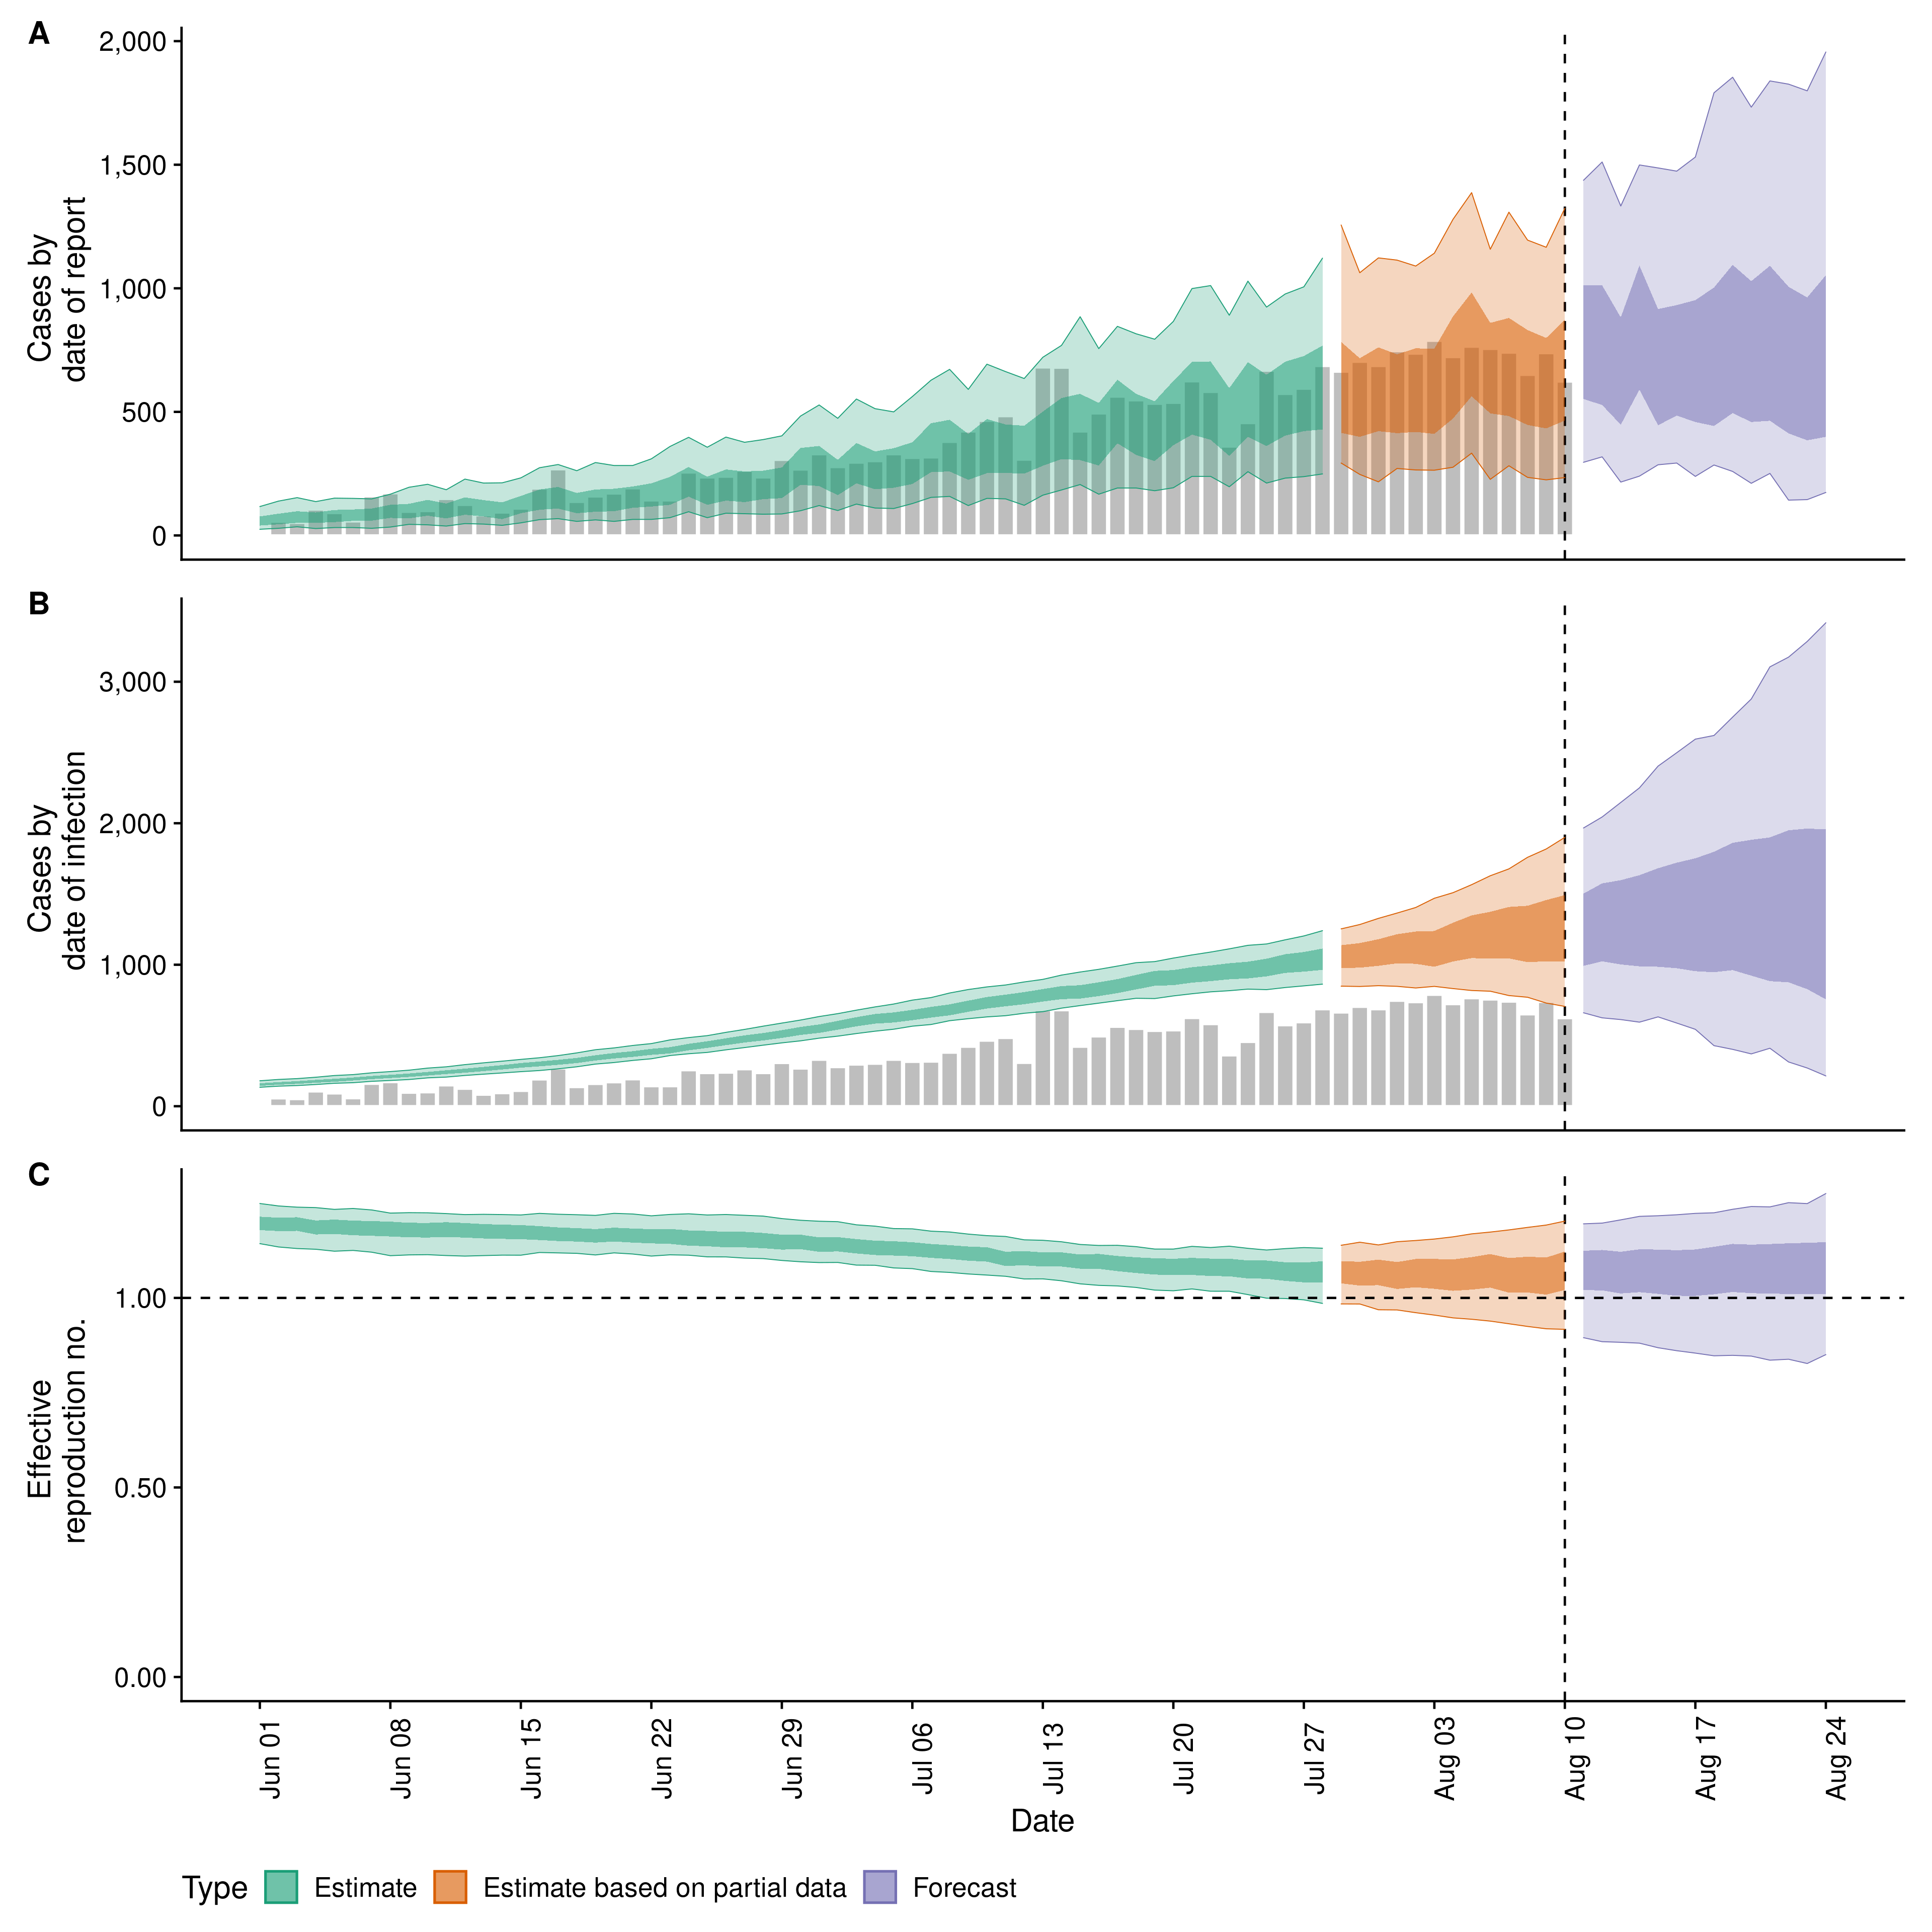 A
2,000
1,500
1,000
500
0
Cases by
date of report
B
3,000
2,000
1,000
0
Cases by
date of infection
C
1.00
0.50
0.00
Effective
reproduction no.
Jun 01
Jun 08
Jun 15
Jun 22
Jun 29
Jul 06
Jul 13
Jul 20
Jul 27
Aug 03
Aug 10
Aug 17
Aug 24
Date
Type Estimate Estimate based on partial data Forecast